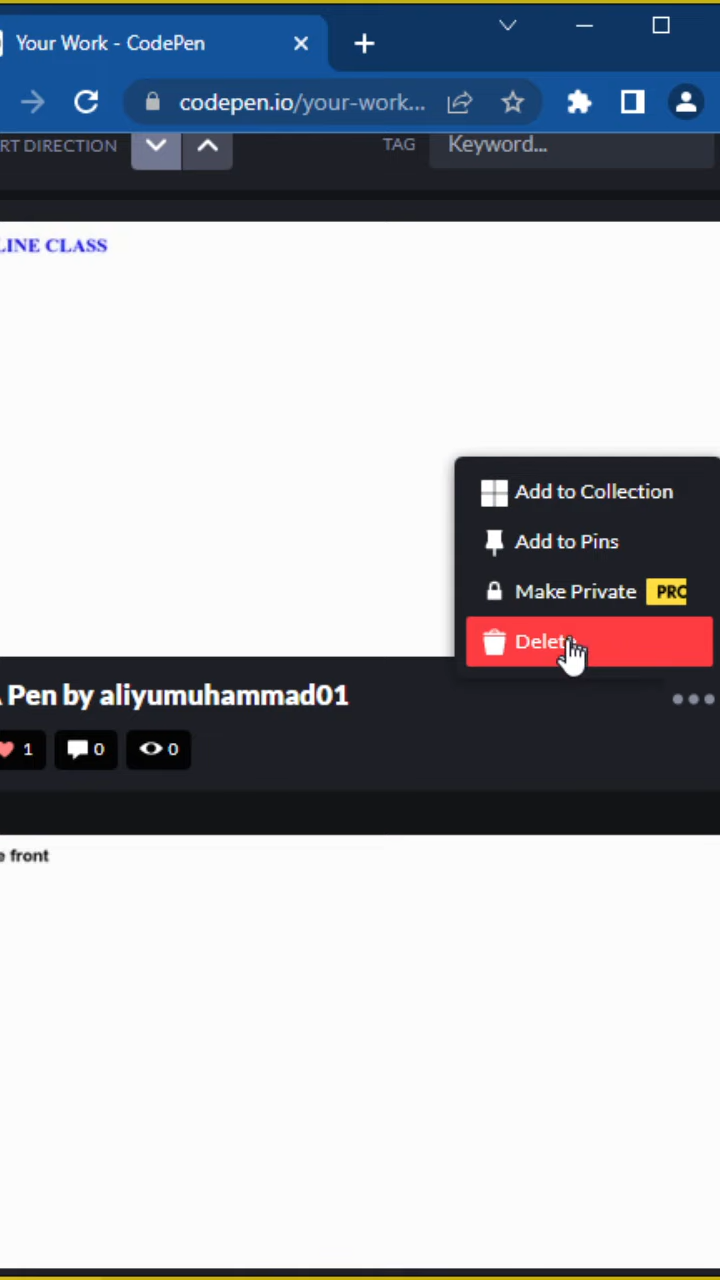 Your Work - CodePen
codepen.io/your-work...
RT DIRECTION
TAG
Keyword...
LINE CLASS
Add to Collection
Add to Pins
Make Private PRO
Delete
A Pen by aliyumuhammad01
1
0
0
e front